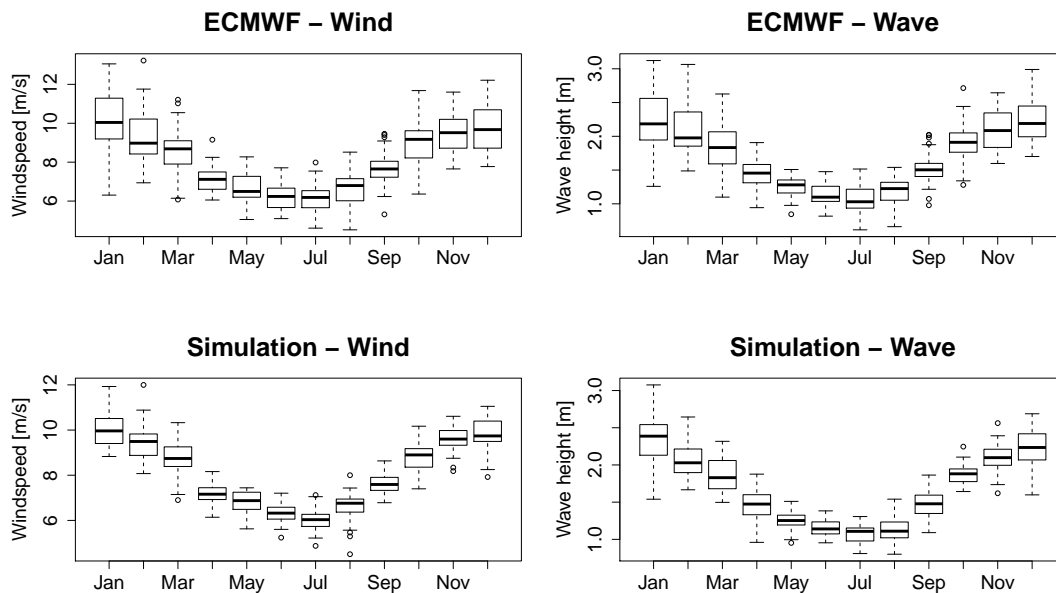 ECMWF – Wind
Windspeed [m/s]
12
10
8
6
Jan Mar May Jul Sep Nov
ECMWF – Wave
Wave height [m]
3.0
2.0
1.0
Jan Mar May Jul Sep Nov
Simulation – Wind
Windspeed [m/s]
12
10
8
6
Jan Mar May Jul Sep Nov
Simulation – Wave
Wave height [m]
3.0
2.0
1.0
Jan Mar May Jul Sep Nov